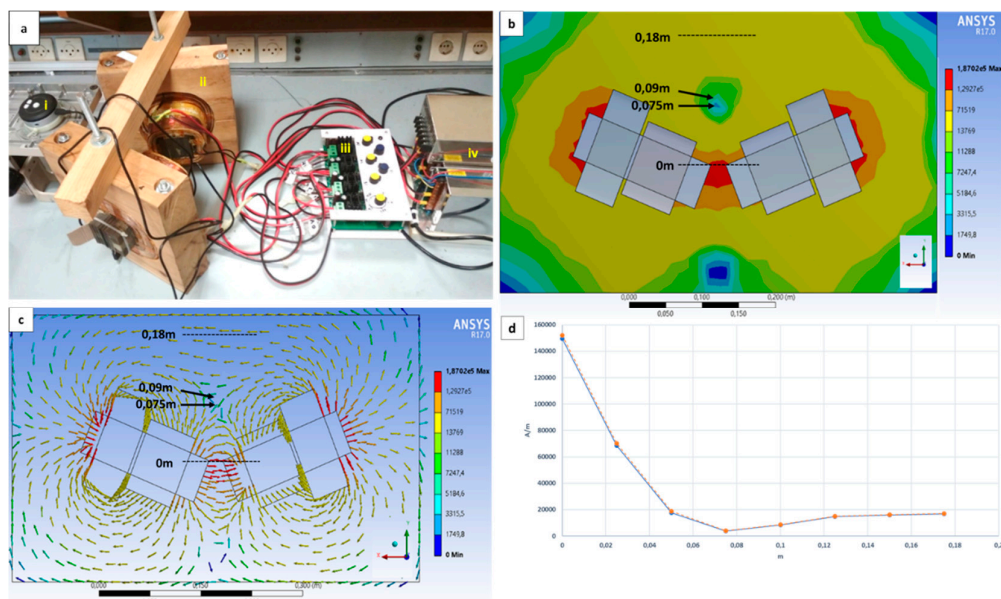 a
i
ii
iii
iv
b
ANSYS
R17.0
0,18m
0,09m
0,075m
0m
1,8702e5 Max
1,2927e5
71519
13769
11288
7247,4
5184,6
3315,5
1749,8
0 Min
0,000
0,100
0,200 (m)
0,050
0,150
c
ANSYS
R17.0
0,18m
0,09m
0,075m
0m
1,8702e5 Max
1,2927e5
71519
13769
11288
7247,4
5184,6
3315,5
1749,8
0 Min
0,000
0,150
0,300 (m)
d
160000
140000
120000
100000
80000
60000
40000
20000
0
A/m
0
0,02
0,04
0,06
0,08
0,1
0,12
0,14
0,16
0,18
m